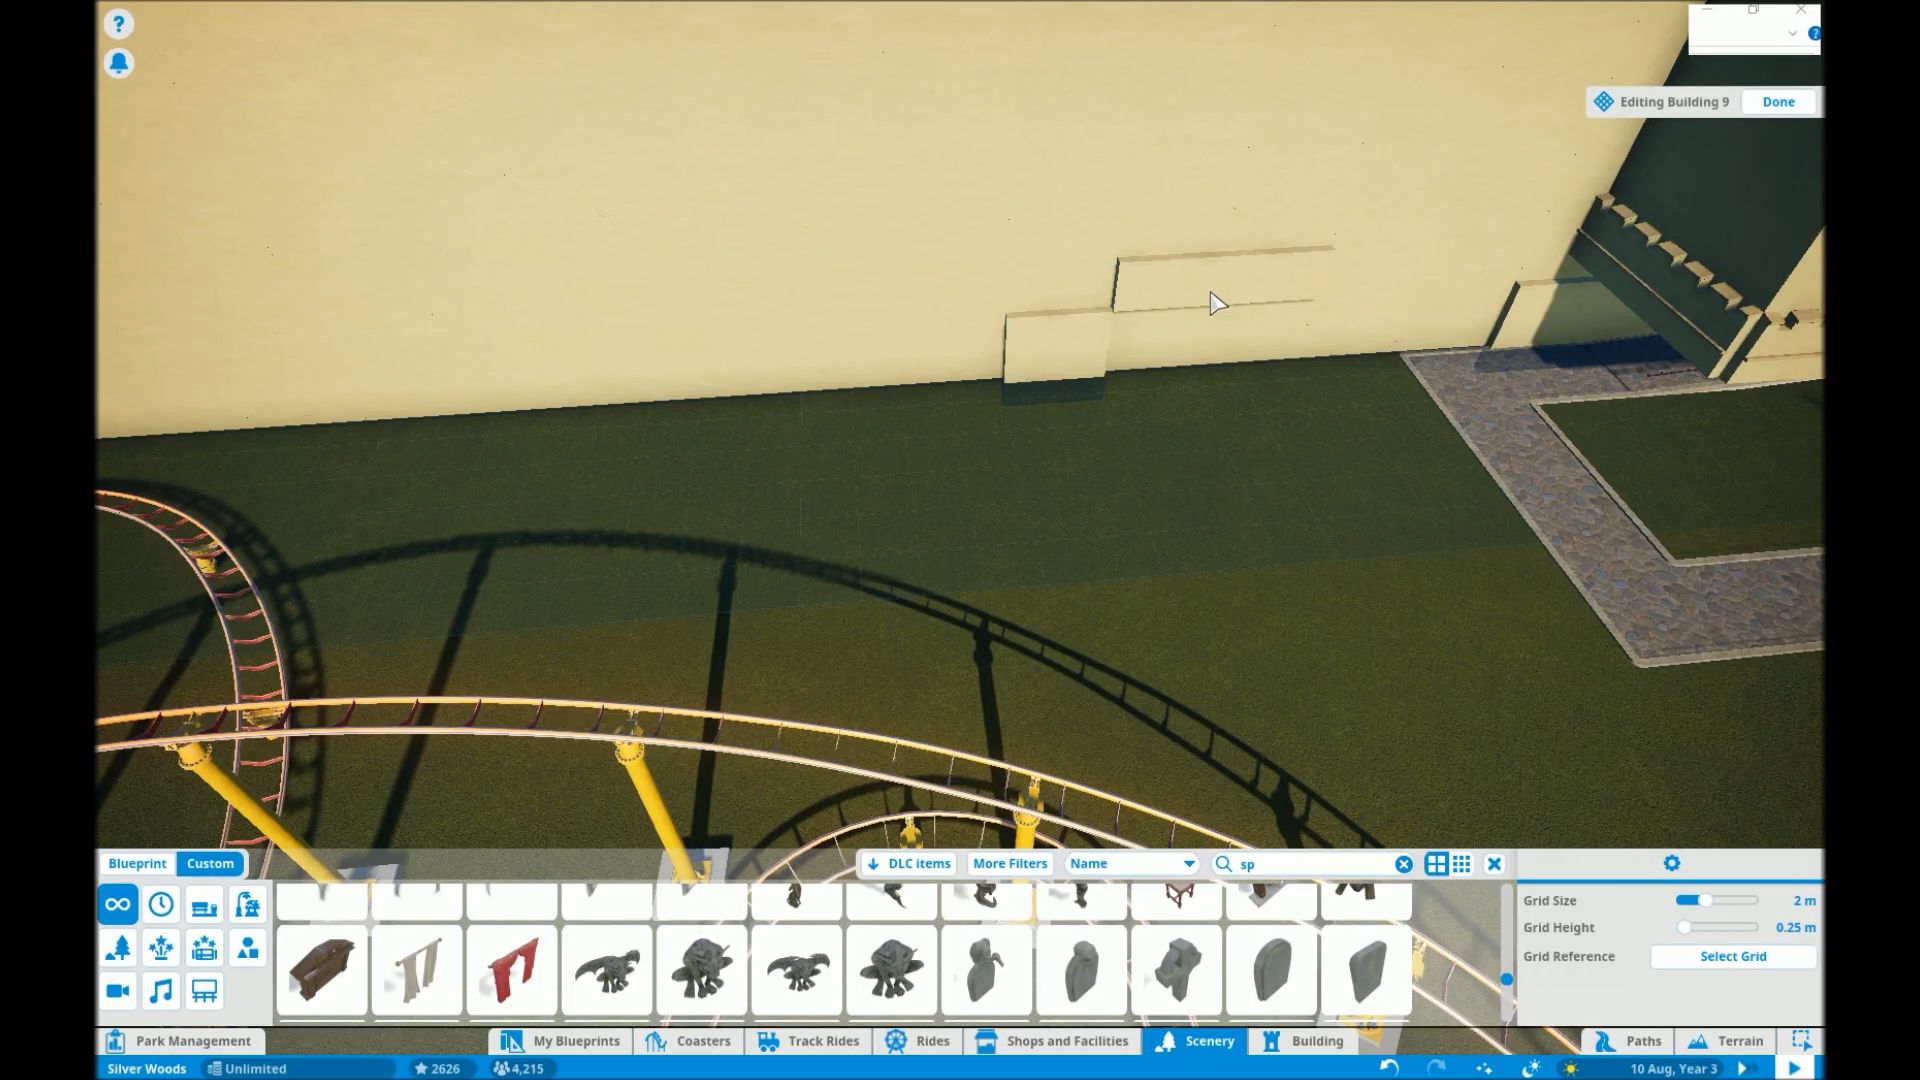 ?
?
Editing Building 9 Done
Blueprint Custom
DLC items More Filters Name sp
Grid Size 2 m
Grid Height 0.25 m
Grid Reference Select Grid
Park Management My Blueprints Coasters Track Rides Rides Shops and Facilities Scenery Building Paths Terrain
Silver Woods Unlimited 2626 4,215 10 Aug, Year 3